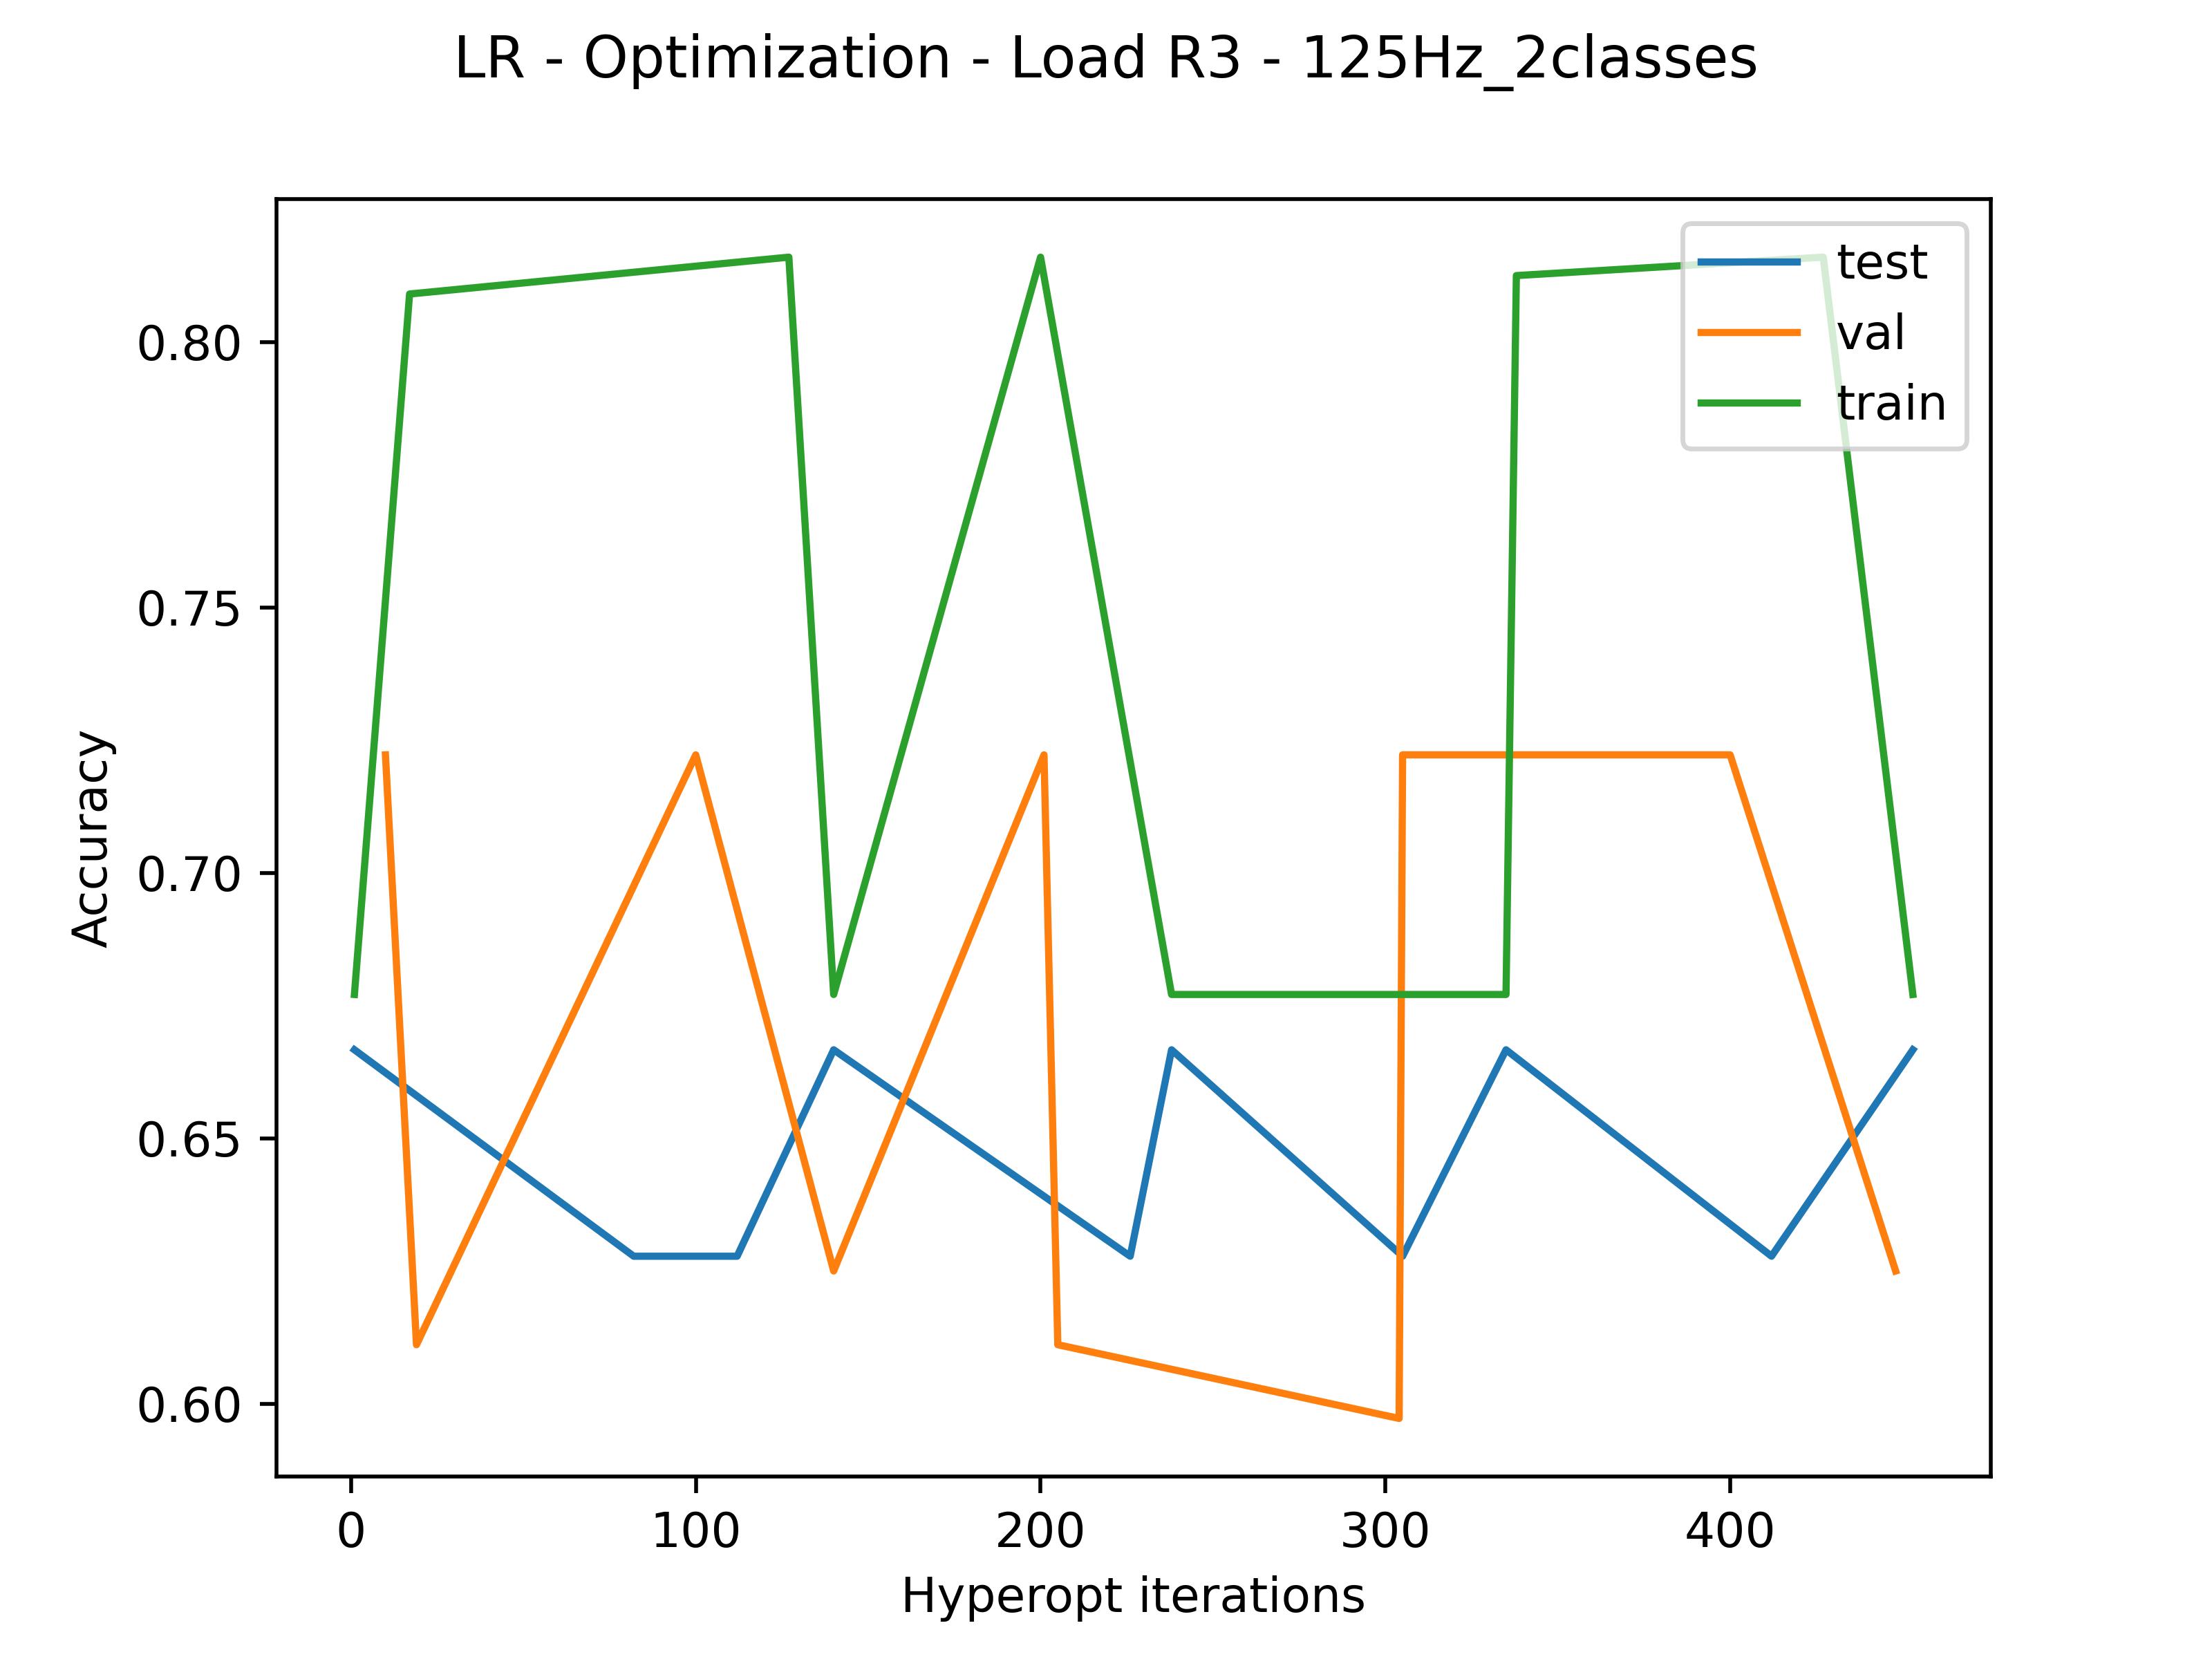 LR - Optimization - Load R3 - 125Hz_2classes
test
val
train
0.80
0.75
0.70
0.65
0.60
Accuracy
0 100 200 300 400
Hyperopt iterations